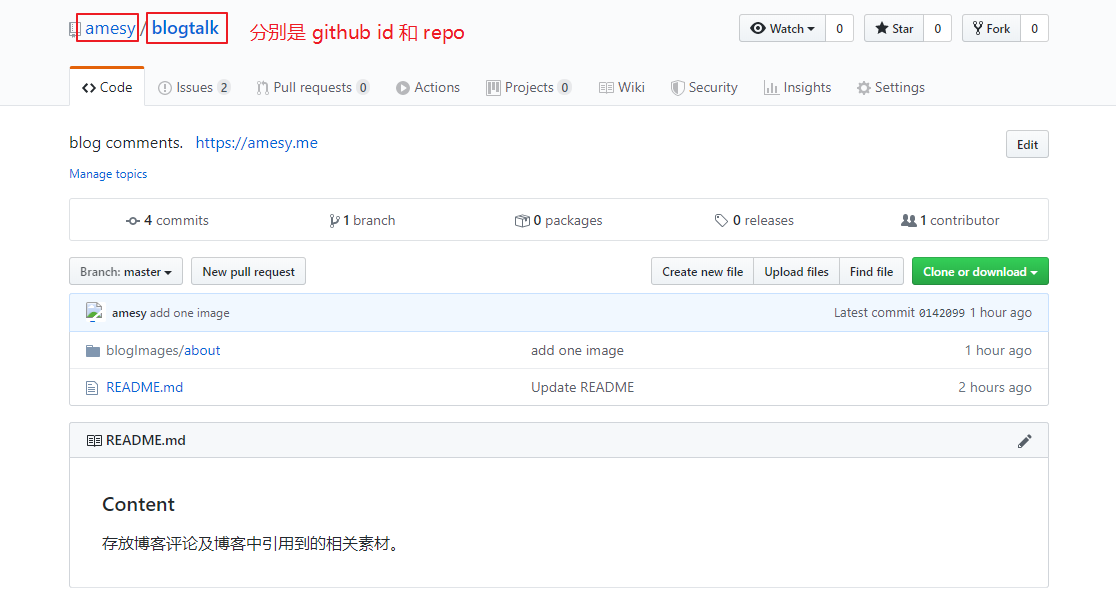 amesy / blogtalk 分别是 github id 和 repo Watch 0 Star 0 Fork 0
Code Issues 2 Pull requests 0 Actions Projects 0 Wiki Security Insights Settings
blog comments. https://amesy.me Edit
Manage topics
4 commits 1 branch 0 packages 0 releases 1 contributor
Branch: master New pull request Create new file Upload files Find file Clone or download
amesy add one image Latest commit 0142099 1 hour ago
blogImages/about add one image 1 hour ago
README.md Update README 2 hours ago
README.md
Content
存放博客评论及博客中引用到的相关素材。